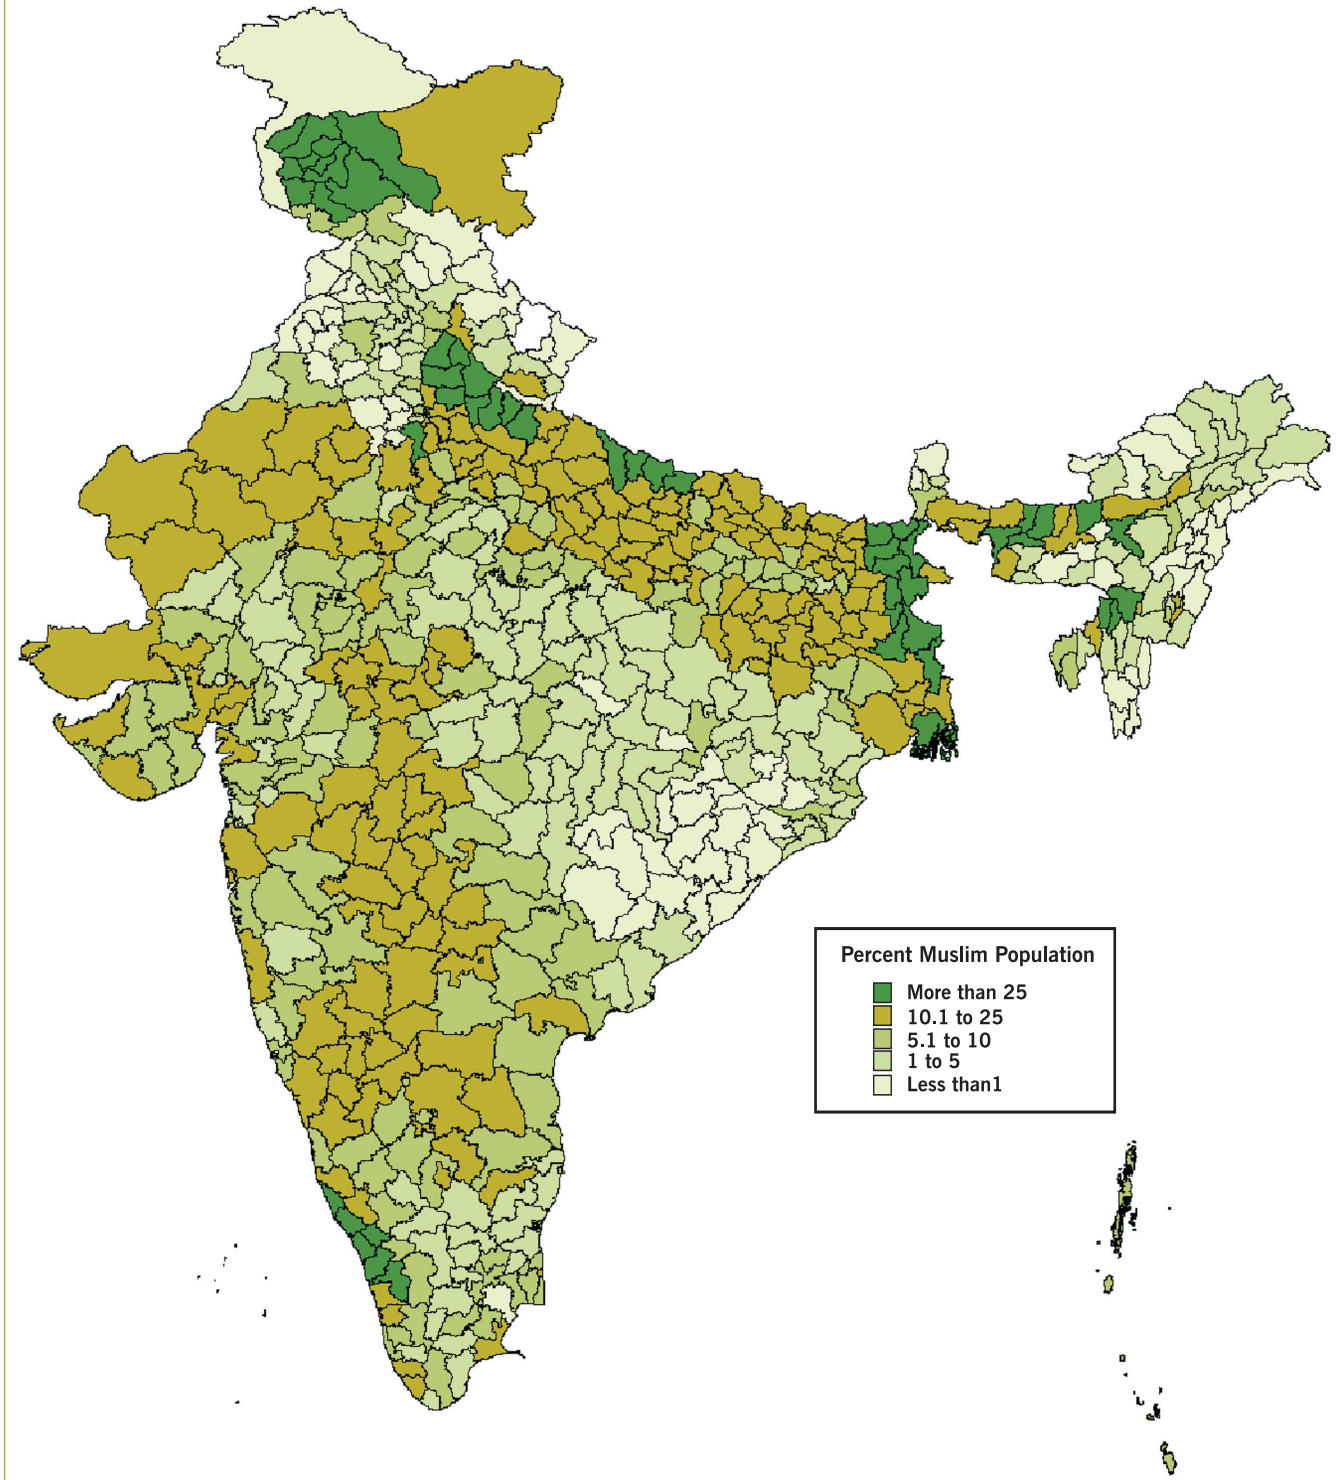 Percent Muslim Population
More than 25
10.1 to 25
5.1 to 10
1 to 5
Less than1